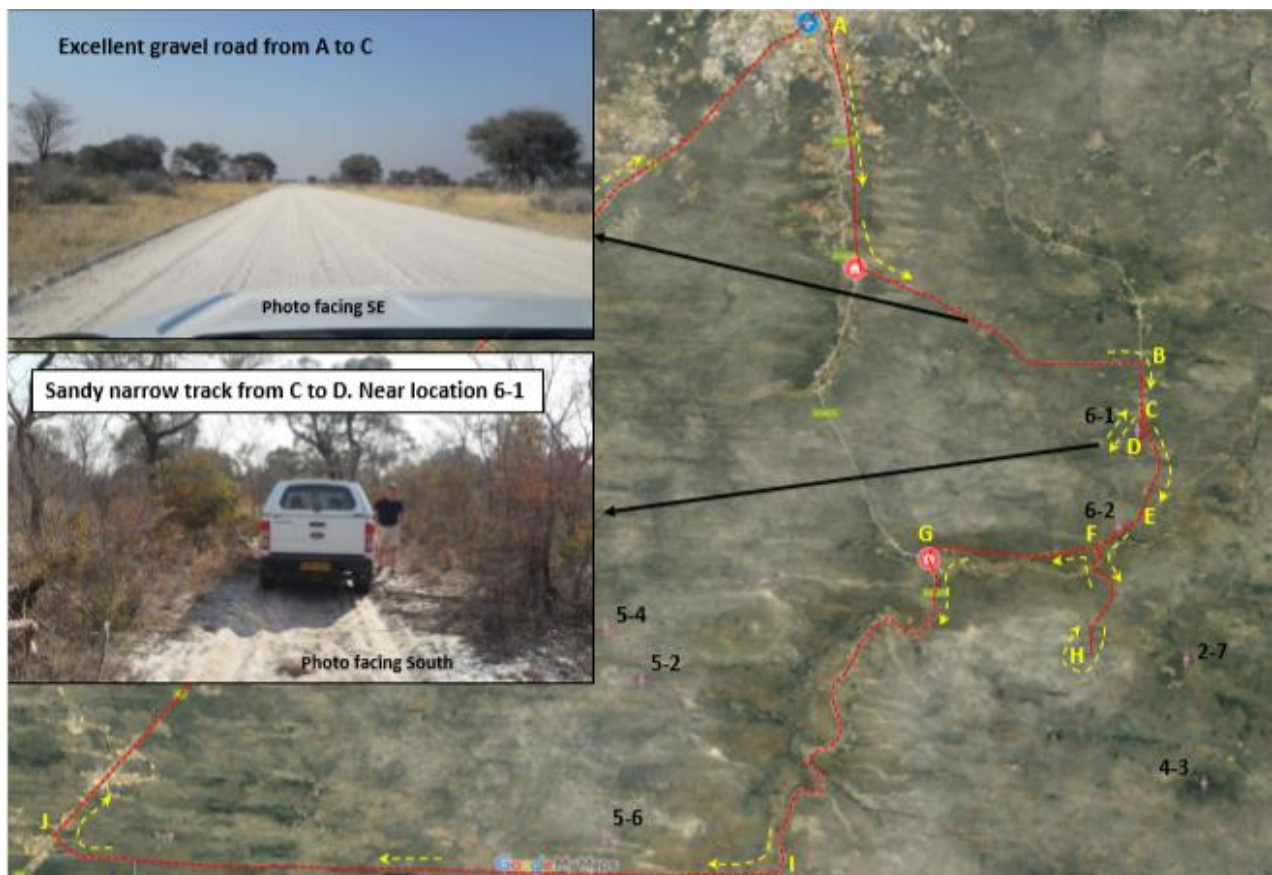 Excellent gravel road from A to C
Photo facing SE
Sandy narrow track from C to D. Near location 6-1
Photo facing South
A
B
6-1
C
D
6-2
E
F
G
H
5-4
5-2
2-7
4-3
5-6
J
I
Google My Maps